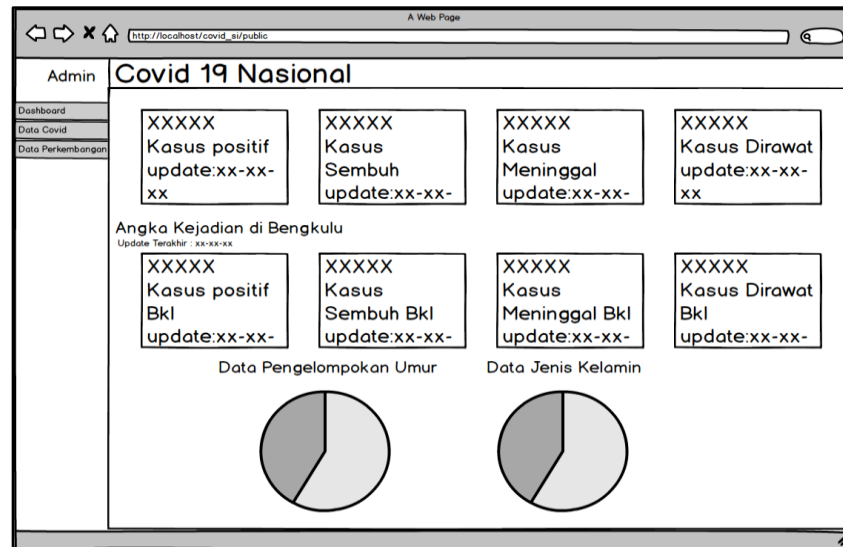 A Web Page
http://localhost/covid_si/public
Admin
Covid 19 Nasional
Dashboard
Data Covid
Data Perkembangan
XXXXX
Kasus positif
update:xx-xx-
xx
XXXXX
Kasus
Sembuh
update:xx-xx-
XXXXX
Kasus
Meninggal
update:xx-xx-
XXXXX
Kasus Dirawat
update:xx-xx-
xx
Angka Kejadian di Bengkulu
Update Terakhir : xx-xx-xx
XXXXX
Kasus positif
Bkl
update:xx-xx-
XXXXX
Kasus
Sembuh Bkl
update:xx-xx-
XXXXX
Kasus
Meninggal Bkl
update:xx-xx-
XXXXX
Kasus Dirawat
Bkl
update:xx-xx-
Data Pengelompokan Umur
Data Jenis Kelamin